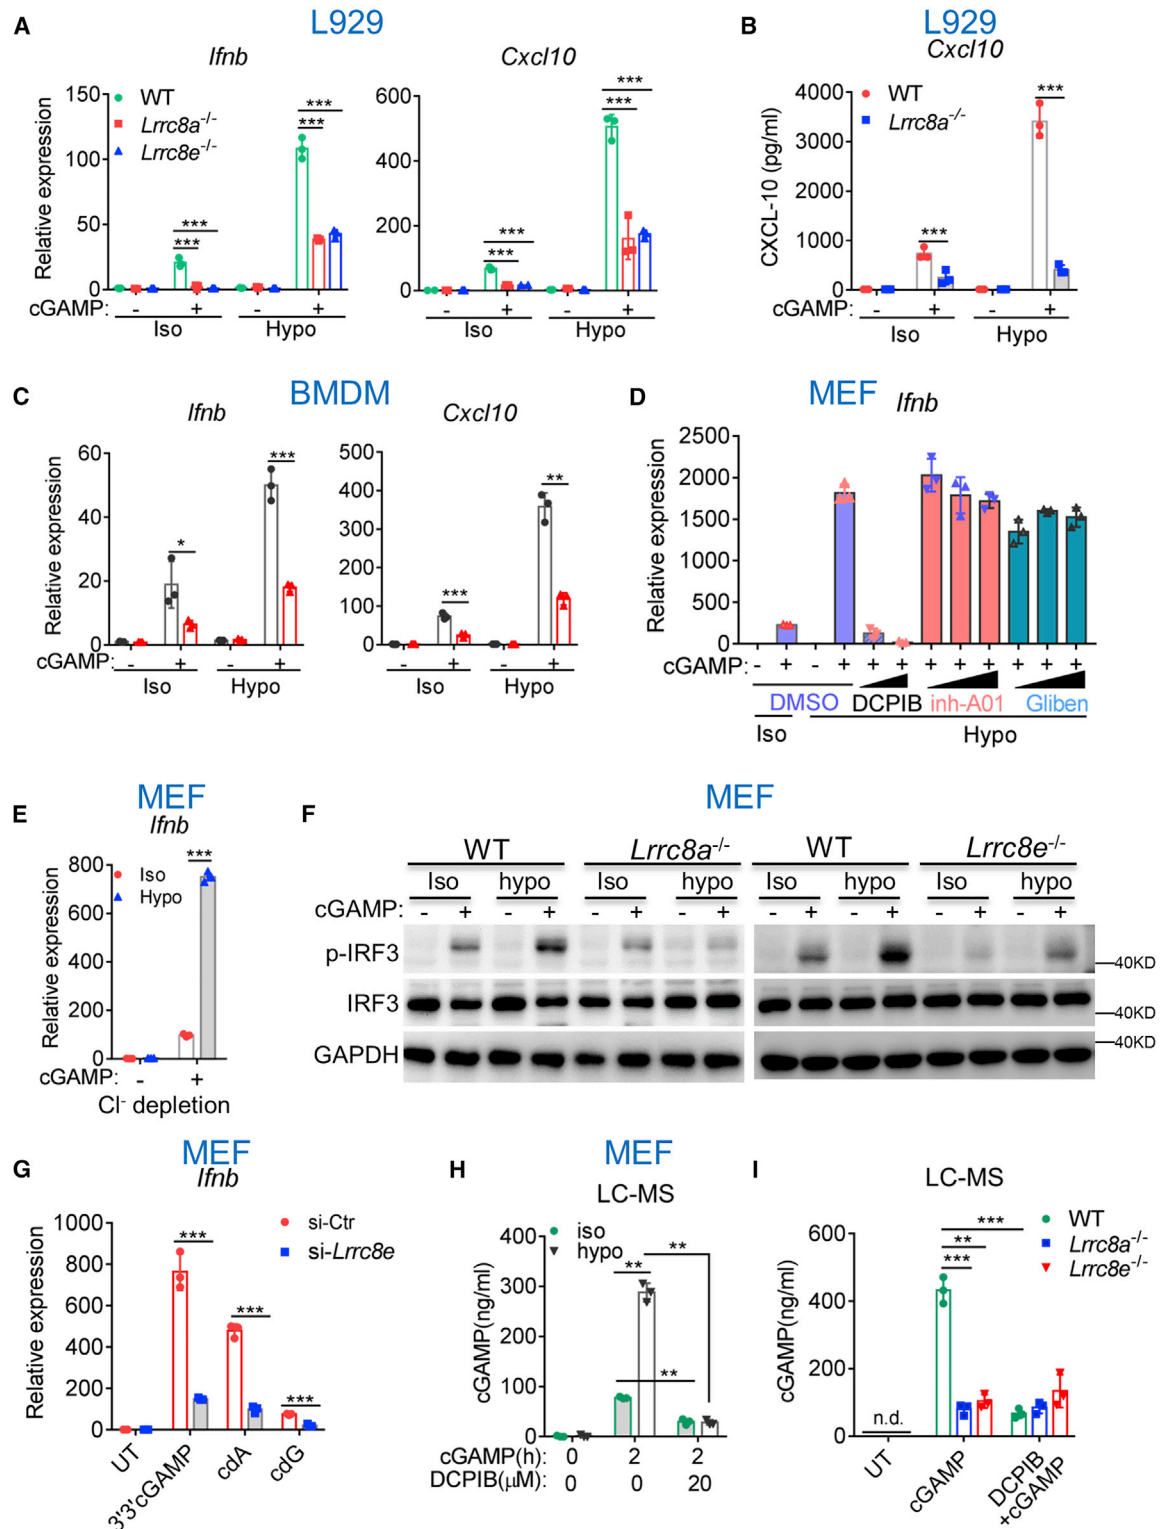 A
L929
Ifnb
Cxcl10
Relative expression
150
100
50
0
WT
Lrrc8a-/-
Lrrc8e-/-
***
***
***
***
600
400
200
0
***
***
***
***
cGAMP:
- + - + - + - +
Iso Hypo Iso Hypo
B
L929
Cxcl10
CXCL-10 (pg/ml)
4000
3000
2000
1000
0
WT
Lrrc8a-/-
***
***
cGAMP: - + - +
Iso Hypo
C
BMDM
Ifnb
Cxcl10
Relative expression
60
40
20
0
*
***
500
400
300
200
100
0
***
**
cGAMP: - + - + - + - +
Iso Hypo Iso Hypo
D
MEF
Ifnb
Relative expression
2500
2000
1500
1000
500
0
cGAMP: - + - + + + + + + + + +
DMSO DCPIB inh-A01 Gliben
Iso Hypo
E
MEF
Ifnb
Relative expression
800
600
400
200
0
Iso
Hypo
***
cGAMP: - +
Cl- depletion
F
MEF
WT Lrrc8a-/- WT Lrrc8e-/-
Iso hypo Iso hypo Iso hypo Iso hypo
cGAMP: - + - + - + - + - + - + - + - +
p-IRF3
40KD
IRF3
40KD
GAPDH
40KD
G
MEF
Ifnb
Relative expression
1000
800
600
400
200
0
si-Ctr
si-Lrrc8e
***
***
***
UT
3'3'cGAMP
cdA
cdG
H
MEF
LC-MS
cGAMP(ng/ml)
400
300
200
100
0
iso
hypo
**
**
**
cGAMP(h): 0 2 2
DCPIB(μM): 0 0 20
I
LC-MS
cGAMP(ng/ml)
600
400
200
0
WT
Lrrc8a-/-
Lrrc8e-/-
***
**
***
n.d.
UT
cGAMP
DCPIB
+cGAMP